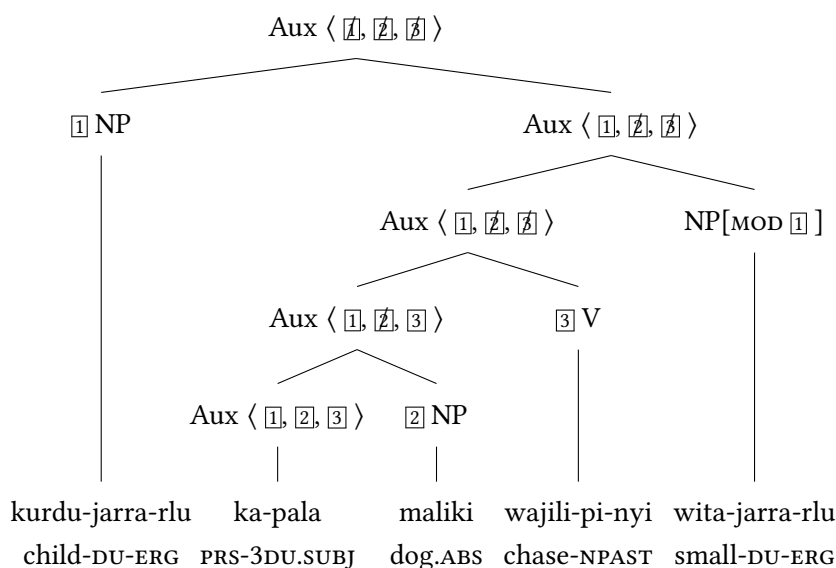 Aux ⟨ 1̸, 2̸, 3̸ ⟩
1 NP Aux ⟨ 1, 2̸, 3̸ ⟩
Aux ⟨ 1, 2̸, 3̸ ⟩ NP[MOD 1 ]
Aux ⟨ 1, 2̸, 3 ⟩ 3 V
Aux ⟨ 1, 2, 3 ⟩ 2 NP
kurdu-jarra-rlu ka-pala maliki wajili-pi-nyi wita-jarra-rlu
child-DU-ERG PRS-3DU.SUBJ dog.ABS chase-NPAST small-DU-ERG